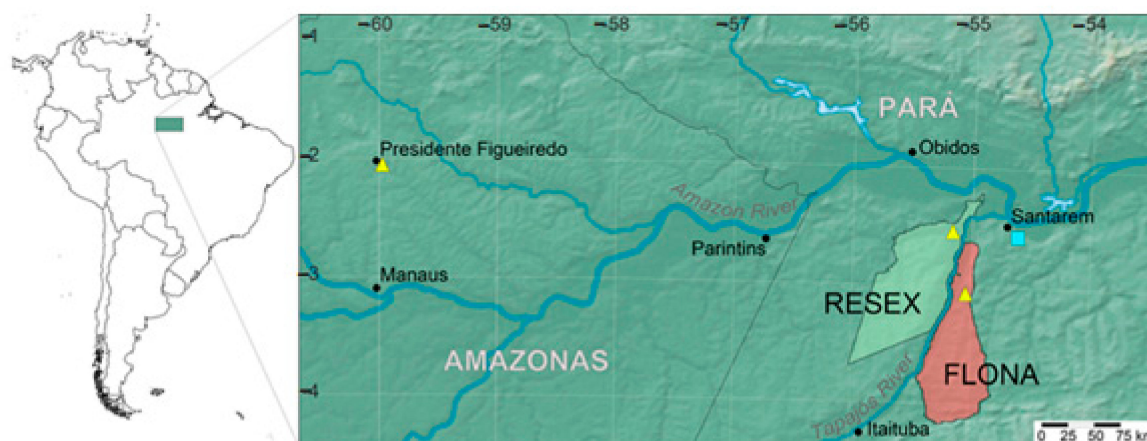 -60 -58 -57 -56 -55 -54
-1
PARÁ
-2
Presidente Figueiredo
Obidos
Amazon River
Santarem
Parintins
-3
Manaus
RESEX
AMAZONAS
FLONA
-4
Tapajós River
Itaituba
0 25 50 75